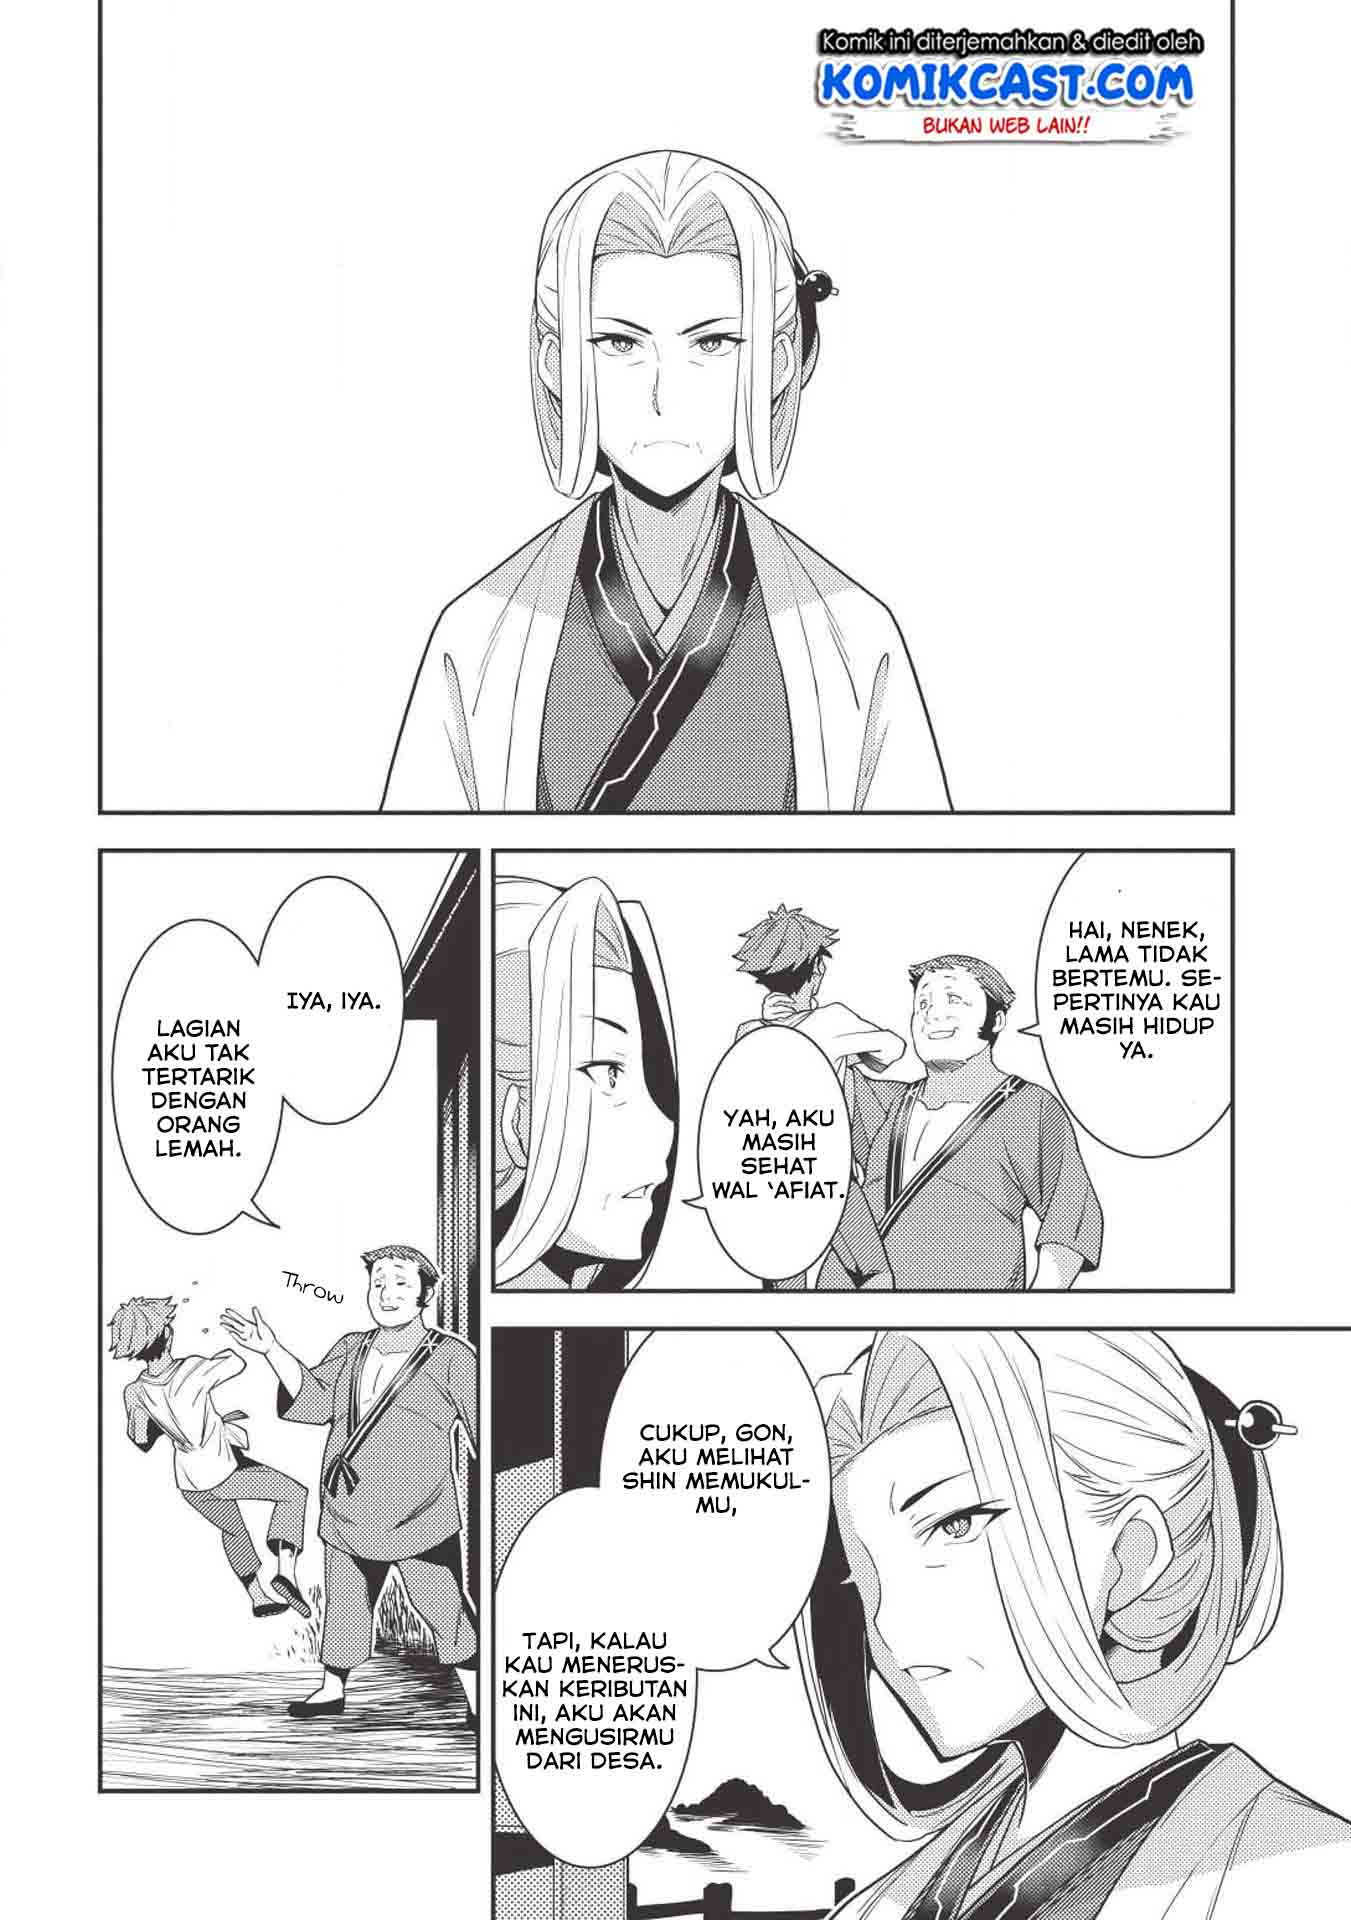 Komik ini diterjemahkan & diedit oleh
KOMIKCAST.COM
BUKAN WEB LAIN!!
HAI, NENEK,
LAMA TIDAK
BERTEMU. SE-
PERTINYA KAU
MASIH HIDUP
YA.
YAH, AKU
MASIH
SEHAT
WAL 'AFIAT.
IYA, IYA.
LAGIAN
AKU TAK
TERTARIK
DENGAN
ORANG
LEMAH.
Throw
CUKUP, GON,
AKU MELIHAT
SHIN MEMUKUL-
MU,
TAPI, KALAU
KAU MENERUS-
KAN KERIBUTAN
INI, AKU AKAN
MENGUSIRMU
DARI DESA.